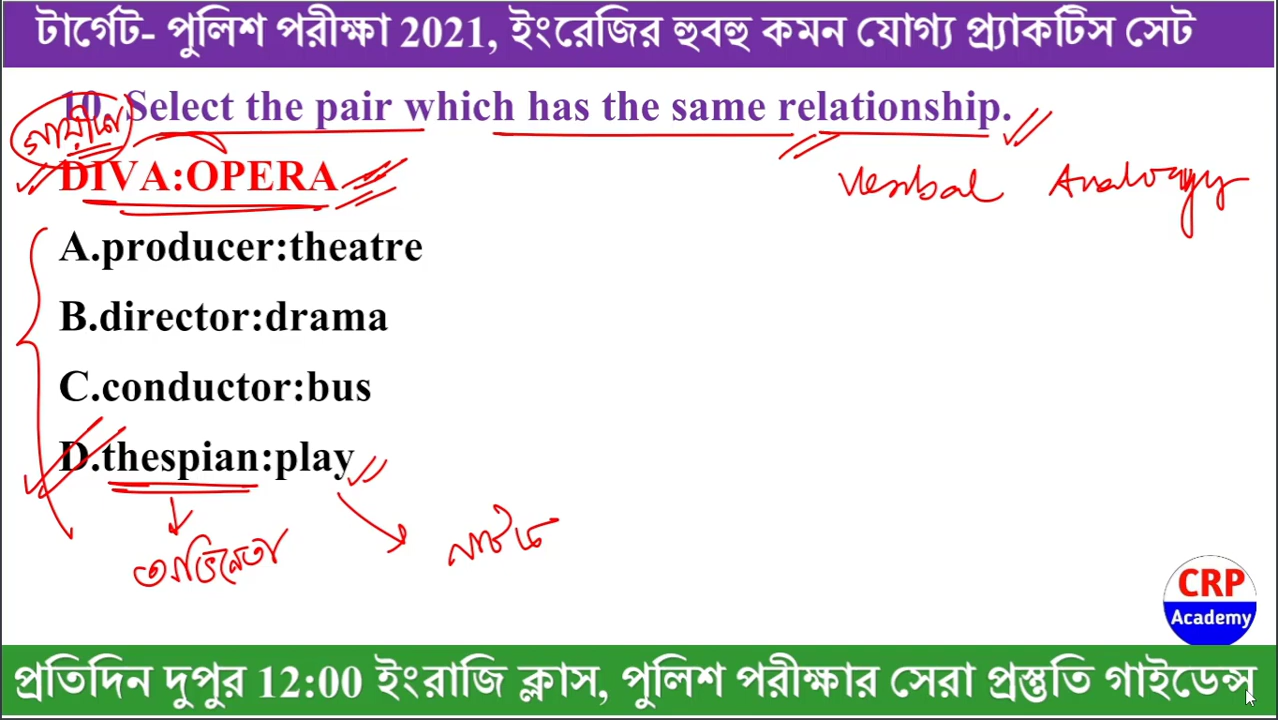 টার্গেট- পুলিশ পরীক্ষা 2021, ইংরেজির হুবহু কমন যোগ্য প্র্যাকটিস সেট
10. Select the pair which has the same relationship.
DIVA:OPERA
Verbal Analogy
A.producer:theatre
B.director:drama
C.conductor:bus
D.thespian:play
অভিনেতা
নাটক
CRP
Academy
প্রতিদিন দুপুর 12:00 ইংরাজি ক্লাস, পুলিশ পরীক্ষার সেরা প্রস্তুতি গাইডেন্স